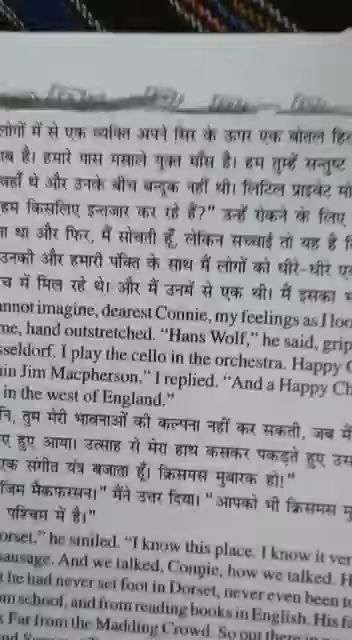 लोगों में से एक व्यक्ति अपने सिर के ऊपर एक बोतल
है। हमारे पास मसाले युक्त माँस है। हम तुम्हें सन्तुष्ट
थे और उनके बीच बन्दूक नहीं थी। लिटिल प्राइवेट
हम किसलिए इन्तजार कर रहे हैं?" उन्हें रोकने के लिए
था और फिर, मैं सोचती हूँ, लेकिन सच्चाई तो यह है
उनकी और हमारी पंक्ति के साथ मैं लोगों को धीरे-धीरे
में मिल रहे थे। और मैं उनमें से एक थी। मैं इसका
annot imagine, dearest Connie, my feelings as I loo
me, hand outstretched. "Hans Wolf," he said, grip
sseldorf. I play the cello in the orchestra. Happy C
ain Jim Macpherson," I replied. "And a Happy Ch
in the west of England."
नि, तुम मेरी भावनाओं की कल्पना नहीं कर सकती, जब मैं
ए हुए आया। उत्साह से मेरा हाथ कसकर पकड़ते हुए उस
एक संगीत यंत्र बजाता हूँ। क्रिसमस मुबारक हो।"
जिम मैकफरसन।" मैंने उत्तर दिया। "आपको भी क्रिसमस मु
पश्चिम में है।"
orset," he smiled. "I know this place. I know it ver
sausage. And we talked, Connie, how we talked. H
t he had never set foot in Dorset, never even been to
m school, and from reading books in English. His fa
s Far from the Madding Crowd. So out there in